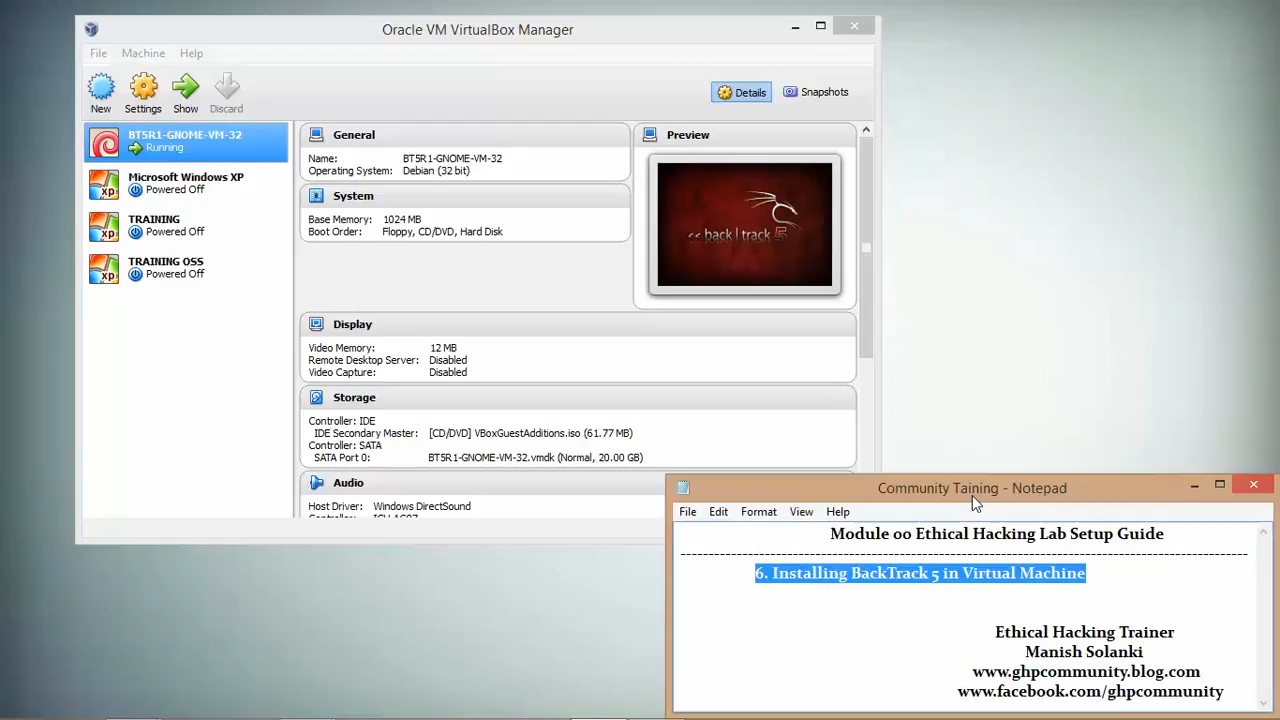 Oracle VM VirtualBox Manager
File Machine Help
New Settings Show Discard
Details Snapshots
BT5R1-GNOME-VM-32
Running
Microsoft Windows XP
Powered Off
TRAINING
Powered Off
TRAINING OSS
Powered Off
General
Name: BT5R1-GNOME-VM-32
Operating System: Debian (32 bit)
System
Base Memory: 1024 MB
Boot Order: Floppy, CD/DVD, Hard Disk
Preview
<< back | track 5
Display
Video Memory: 12 MB
Remote Desktop Server: Disabled
Video Capture: Disabled
Storage
Controller: IDE
IDE Secondary Master: [CD/DVD] VBoxGuestAdditions.iso (61.77 MB)
Controller: SATA
SATA Port 0: BT5R1-GNOME-VM-32.vmdk (Normal, 20.00 GB)
Audio
Host Driver: Windows DirectSound
Community Taining - Notepad
File Edit Format View Help
Module 00 Ethical Hacking Lab Setup Guide
6. Installing BackTrack 5 in Virtual Machine
Ethical Hacking Trainer
Manish Solanki
www.ghpcommunity.blog.com
www.facebook.com/ghpcommunity